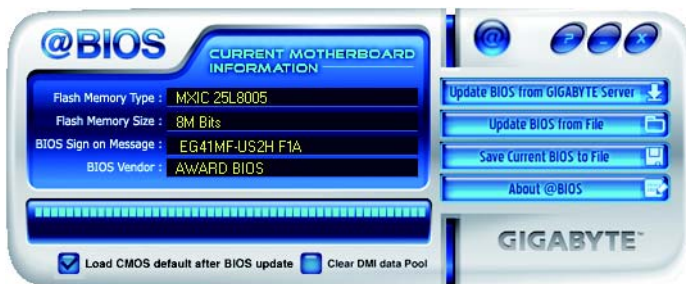 @BIOS
CURRENT MOTHERBOARD
INFORMATION
Flash Memory Type : MXIC 25L8005
Flash Memory Size : 8M Bits
BIOS Sign on Message : EG41MF-US2H F1A
BIOS Vendor : AWARD BIOS
Load CMOS default after BIOS update
Clear DMI data Pool
@
? - X
Update BIOS from GIGABYTE Server
Update BIOS from File
Save Current BIOS to File
About @BIOS
GIGABYTE™